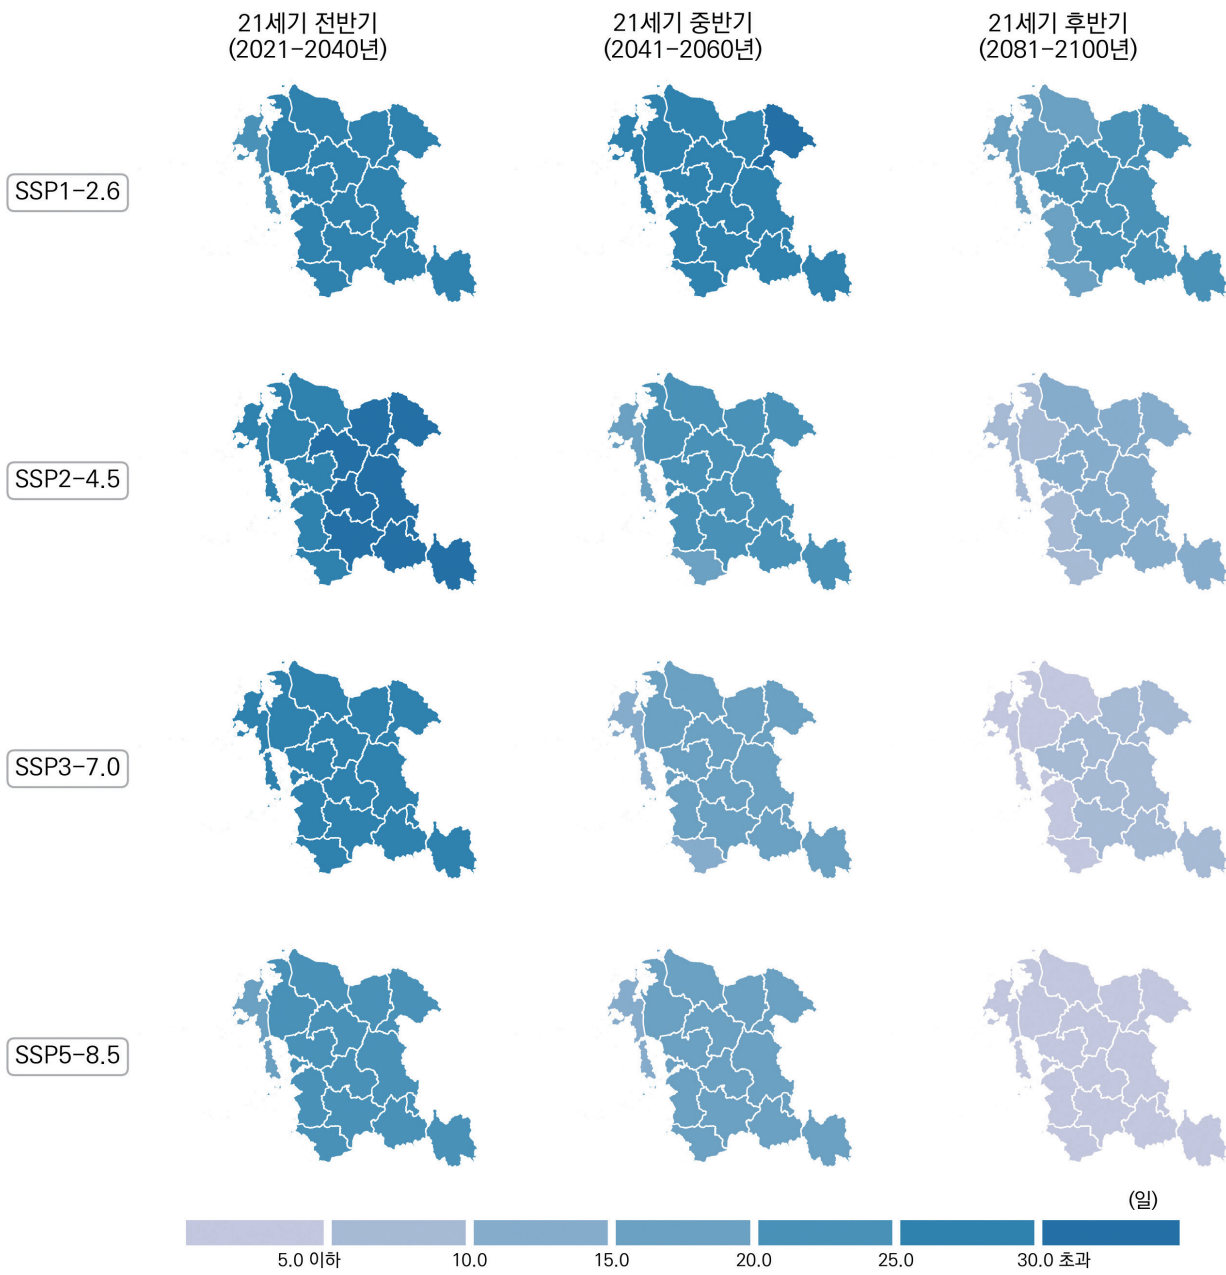 21세기 전반기
(2021-2040년)
21세기 중반기
(2041-2060년)
21세기 후반기
(2081-2100년)
SSP1-2.6
SSP2-4.5
SSP3-7.0
SSP5-8.5
(일)
5.0 이하
10.0
15.0
20.0
25.0
30.0 초과